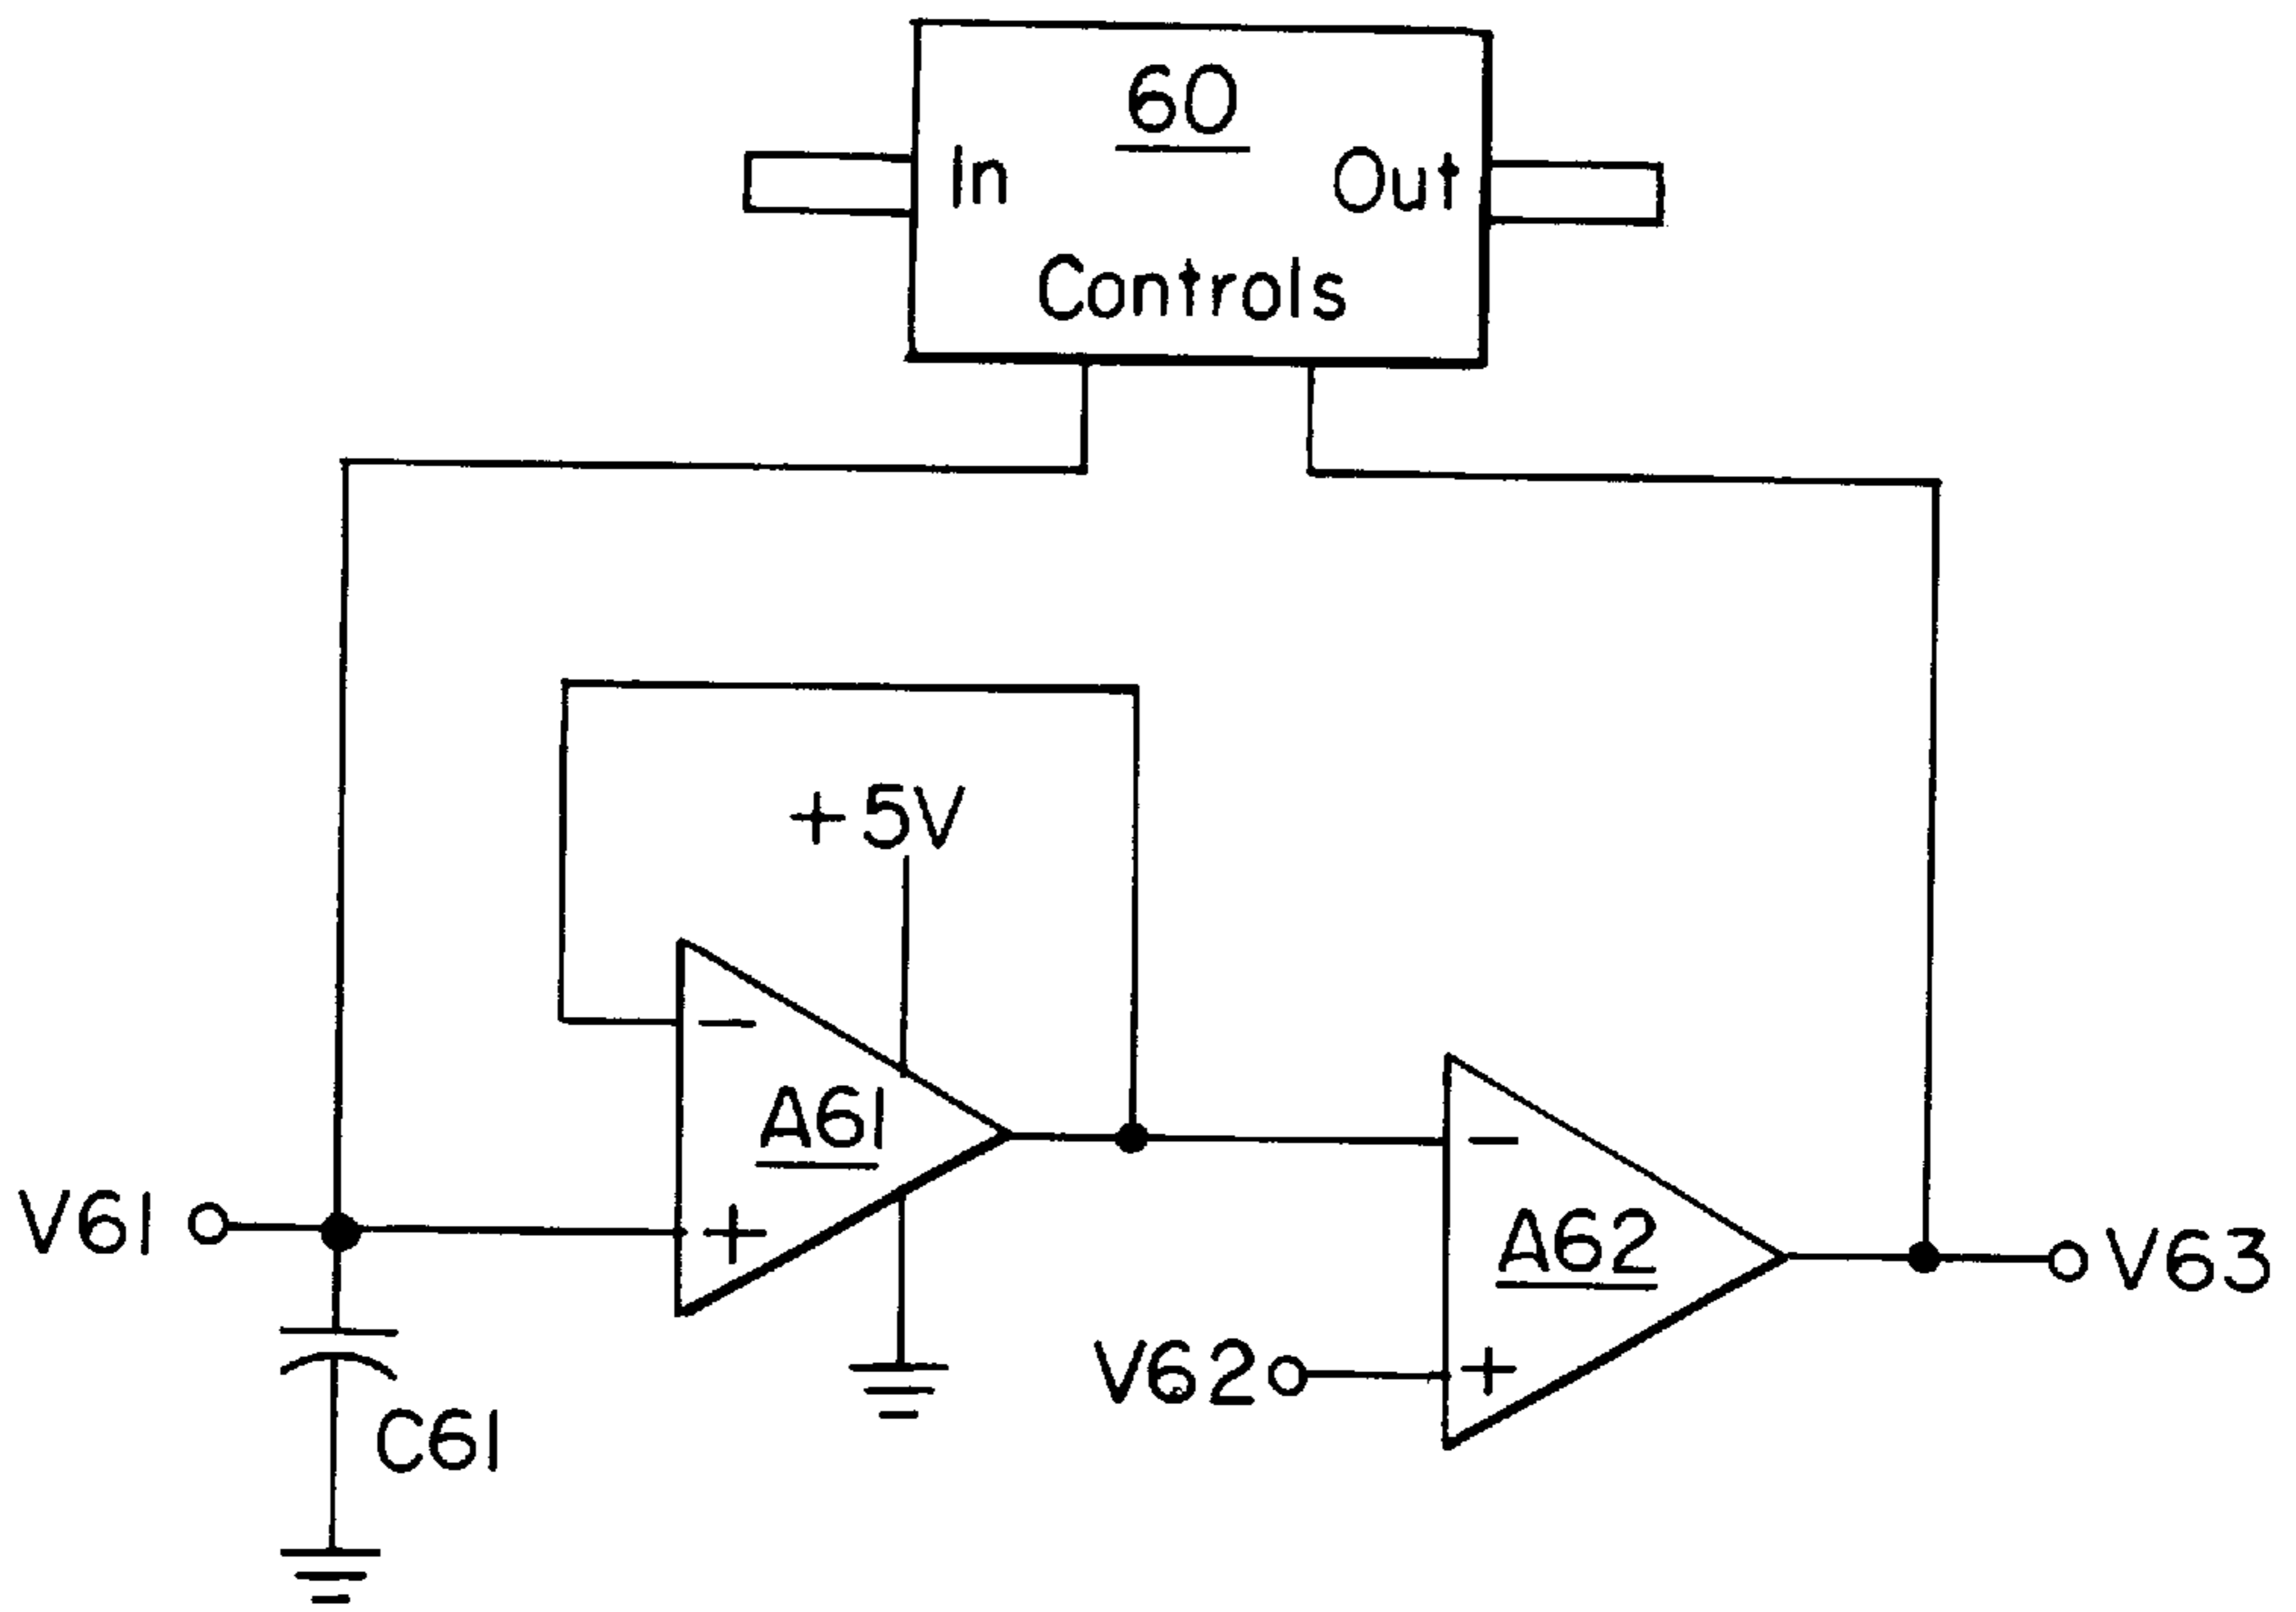 60
In
Out
Controls
+5V
−
A61
+
V61
C61
−
A62
+
V62
V63